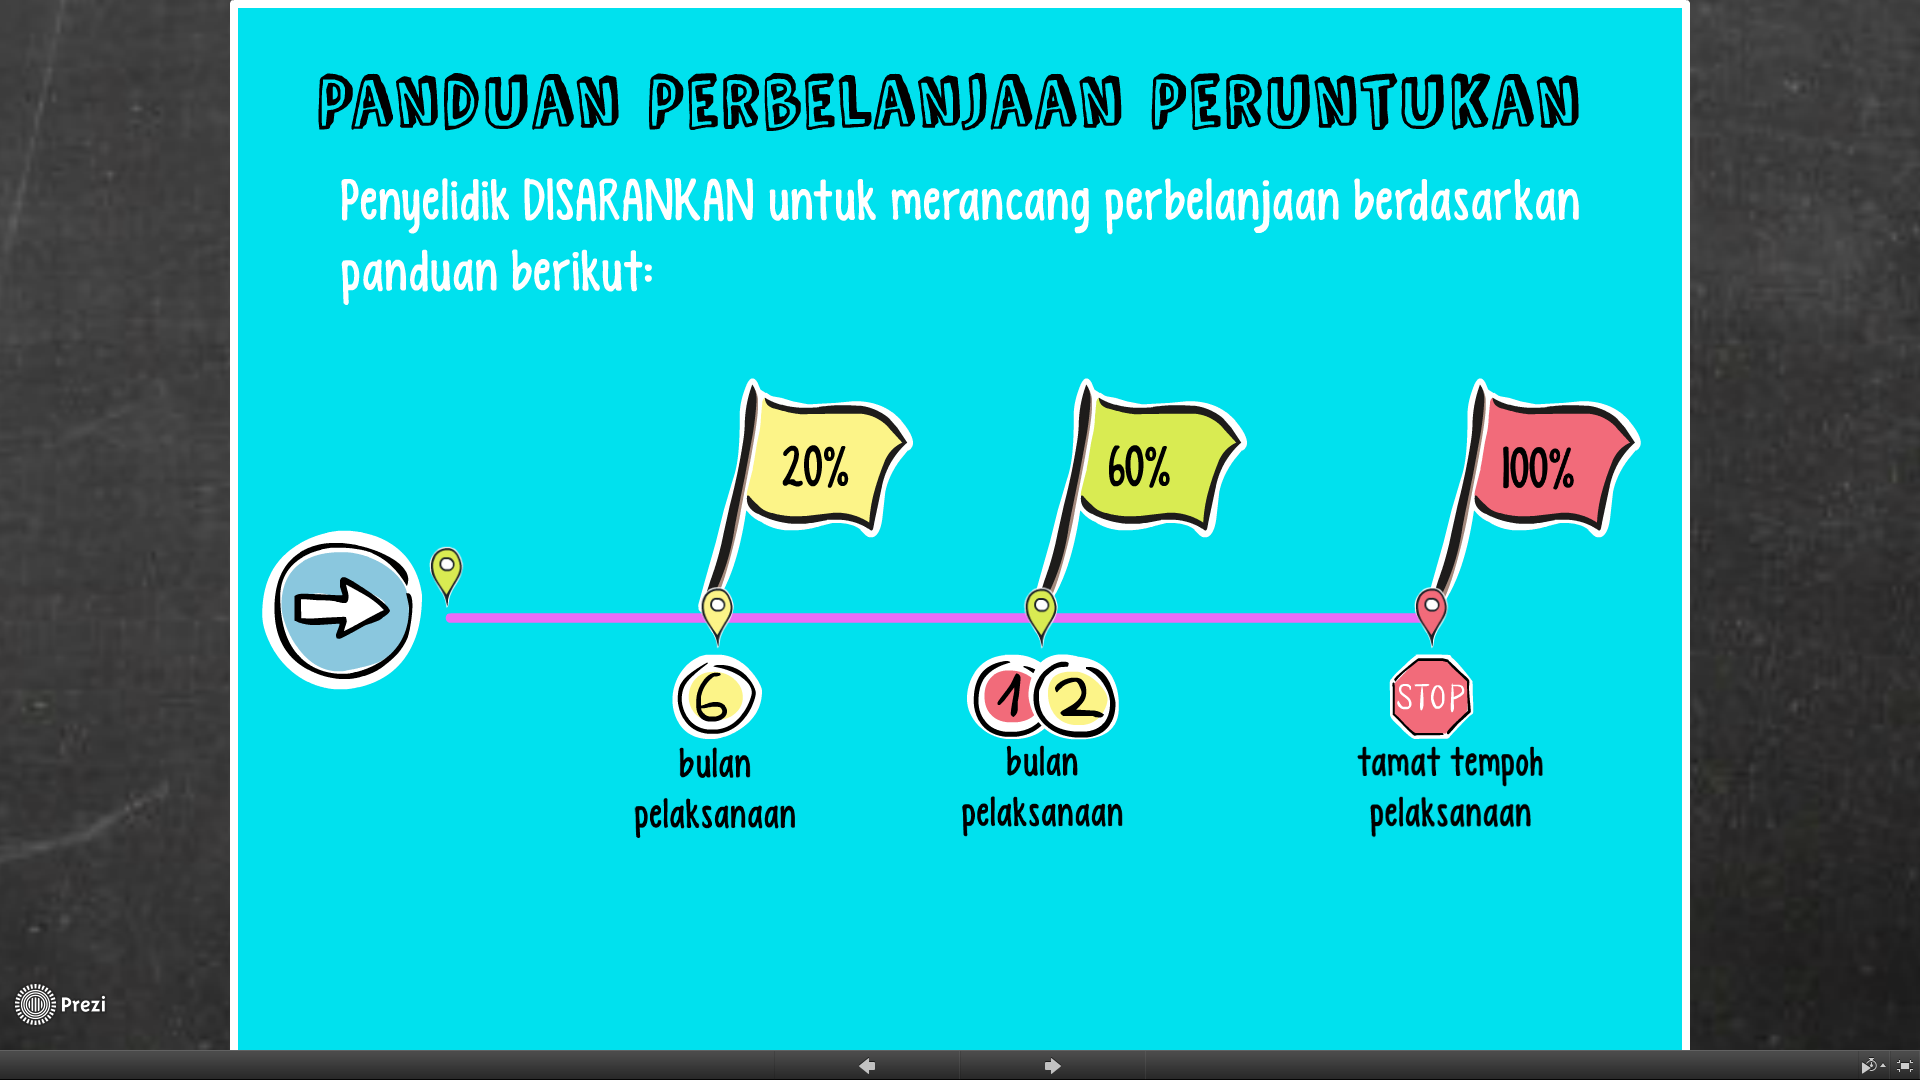 PANDUAN PERBELANJAAN PERUNTUKAN
Penyelidik DISARANKAN untuk merancang perbelanjaan berdasarkan
panduan berikut:
20%
60%
100%
6
12
STOP
bulan
pelaksanaan
bulan
pelaksanaan
tamat tempoh
pelaksanaan
Prezi